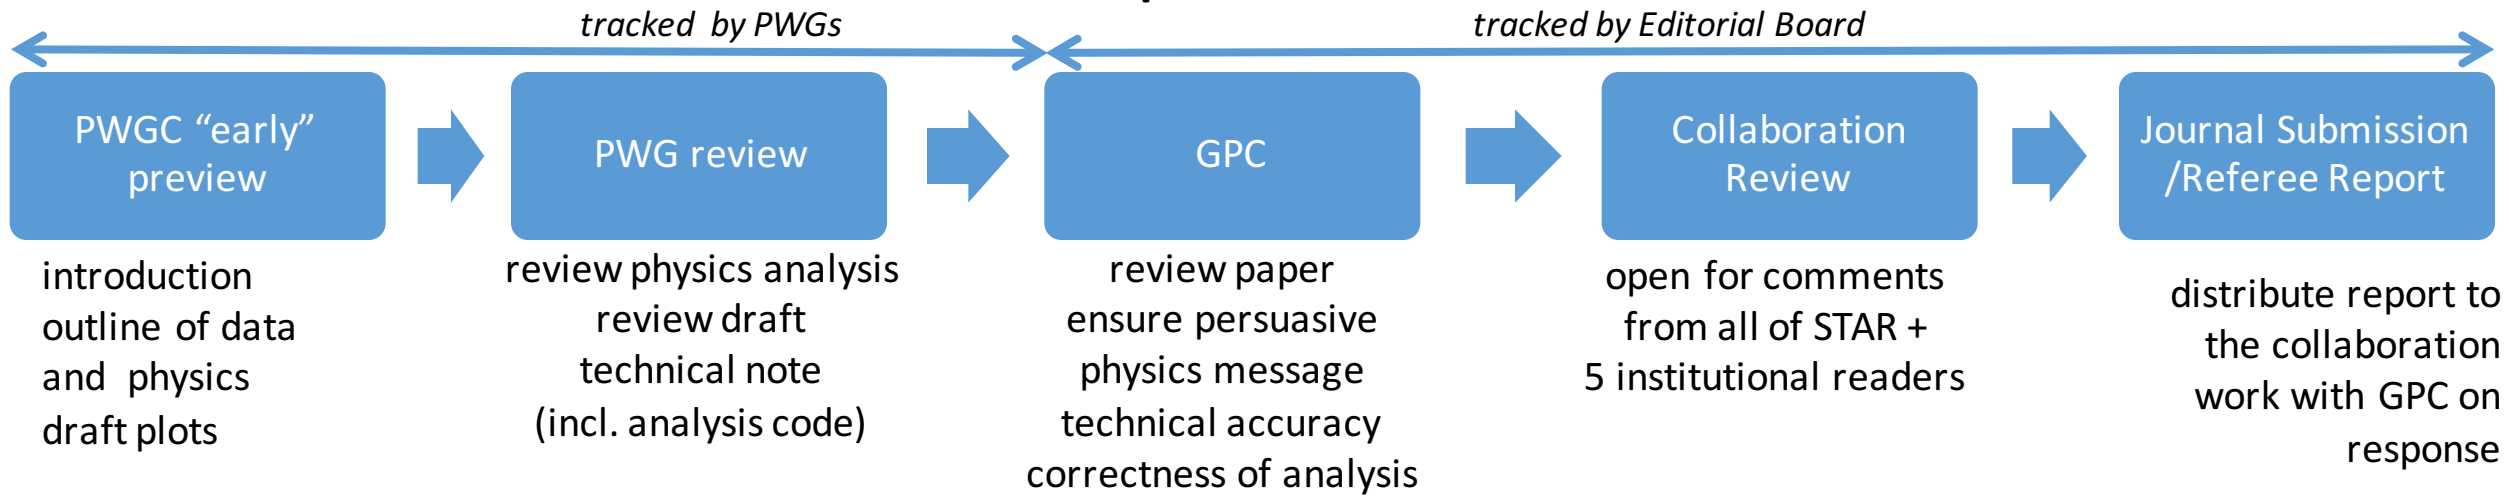 tracked by PWGs
tracked by Editorial Board
PWGC “early”
preview
PWG review
GPC
Collaboration
Review
Journal Submission
/Referee Report
introduction
outline of data
and physics
draft plots
review physics analysis
review draft
technical note
(incl. analysis code)
review paper
ensure persuasive
physics message
technical accuracy
correctness of analysis
open for comments
from all of STAR +
5 institutional readers
distribute report to
the collaboration
work with GPC on
response